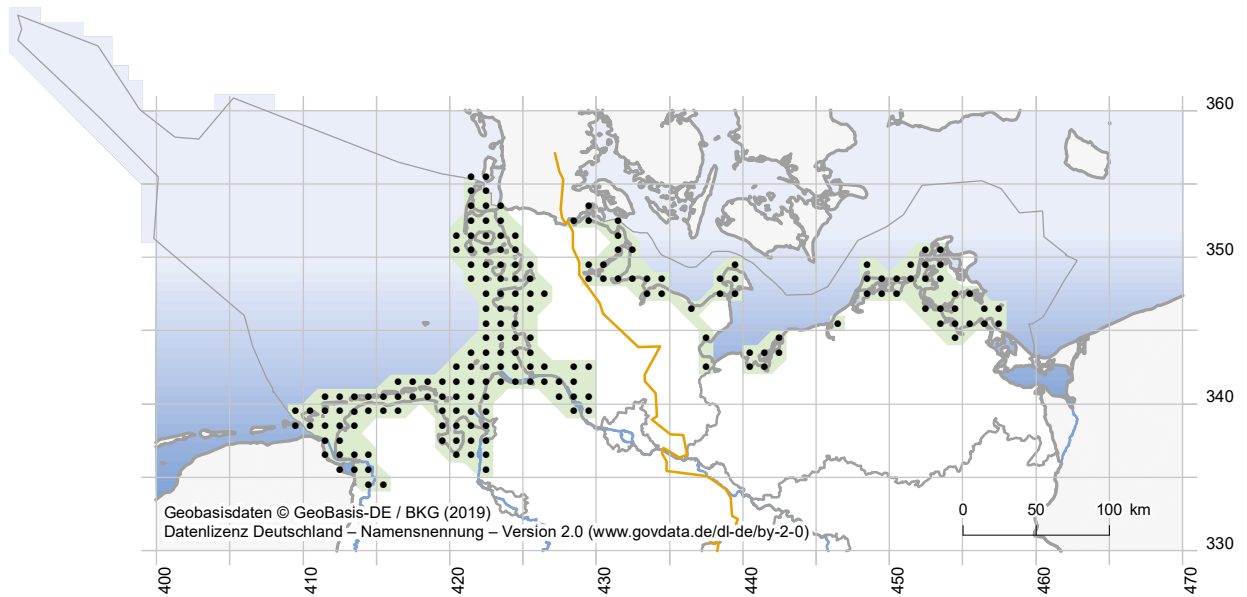 360
350
340
330
Geobasisdaten © GeoBasis-DE / BKG (2019)
Datenlizenz Deutschland – Namensnennung – Version 2.0 (www.govdata.de/dl-de/by-2-0)
0 50 100 km
400 410 420 430 440 450 460 470